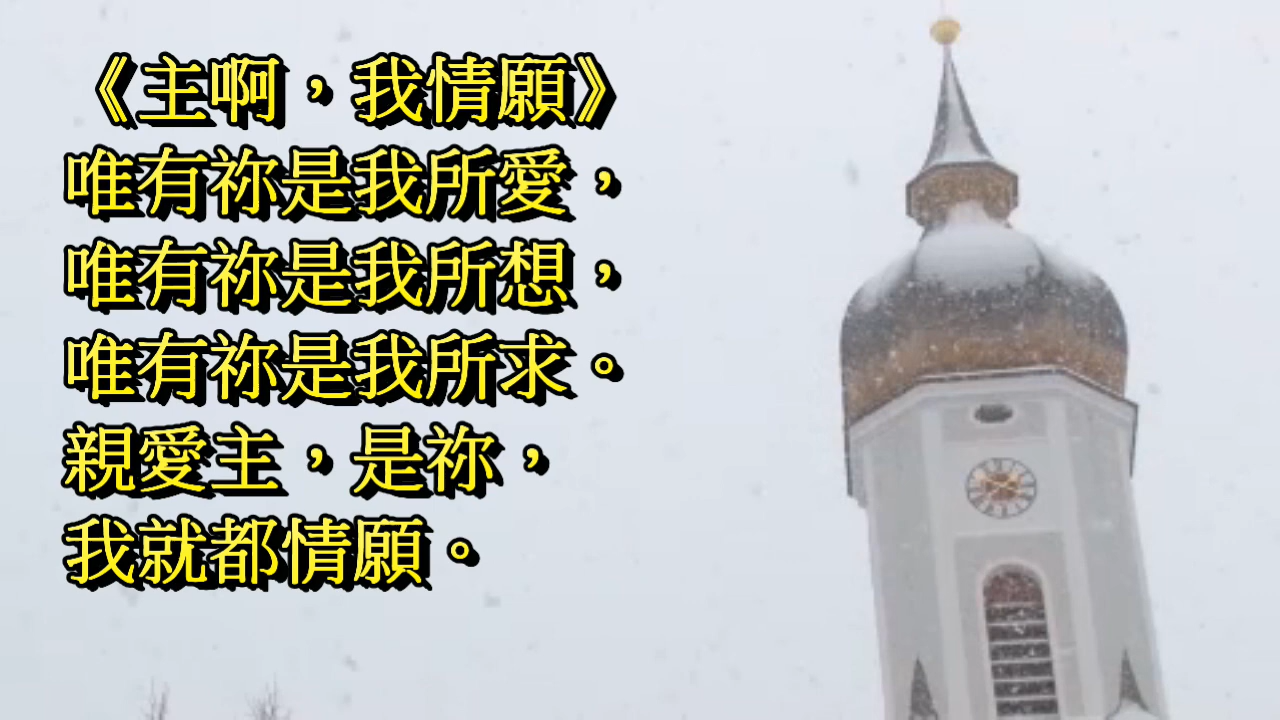 《主啊，我情願》
唯有祢是我所愛，
唯有祢是我所想，
唯有祢是我所求。
親愛主，是祢，
我就都情願。